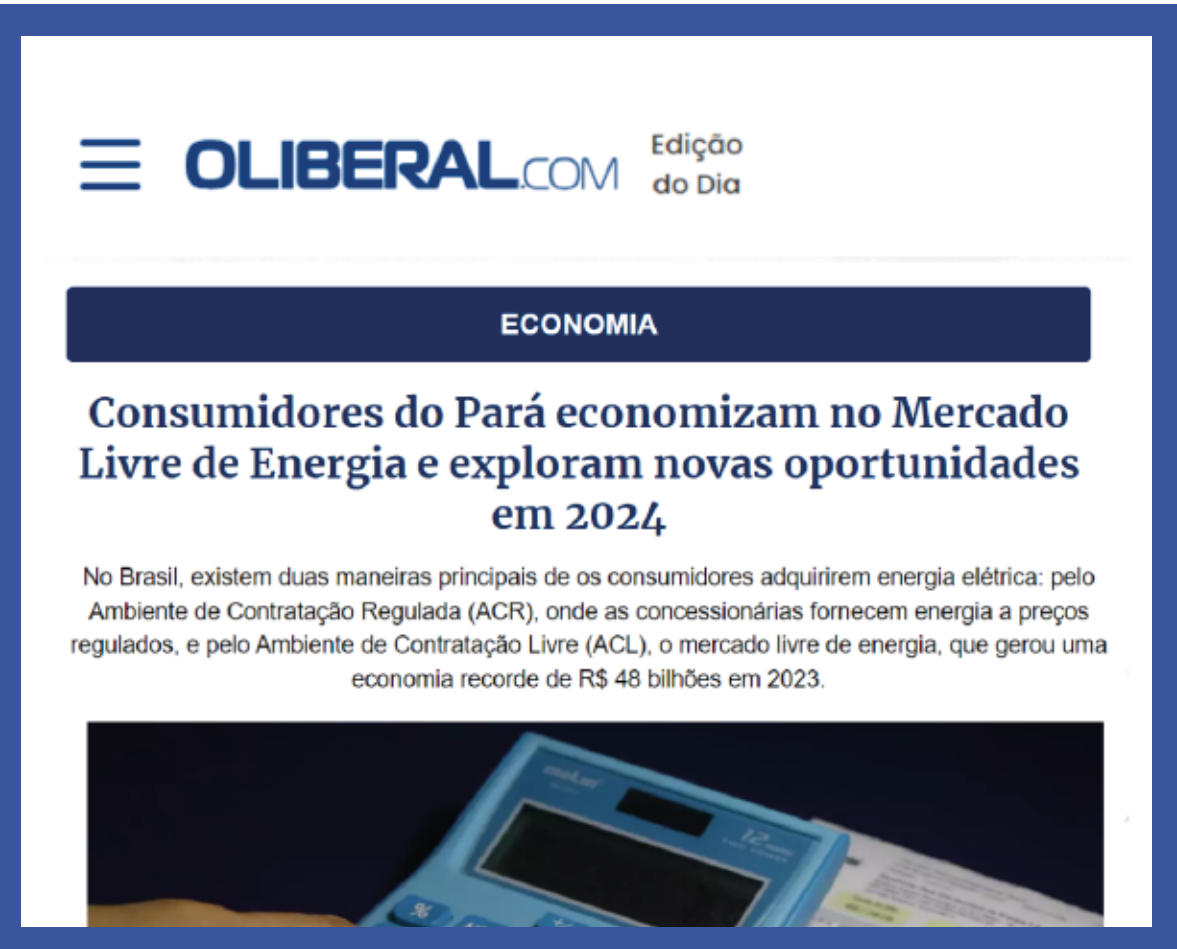 OLIBERAL.COM
Edição
do Dia
ECONOMIA
Consumidores do Pará economizam no Mercado
Livre de Energia e exploram novas oportunidades
em 2024
No Brasil, existem duas maneiras principais de os consumidores adquirirem energia elétrica: pelo
Ambiente de Contratação Regulada (ACR), onde as concessionárias fornecem energia a preços
regulados, e pelo Ambiente de Contratação Livre (ACL), o mercado livre de energia, que gerou uma
economia recorde de R$ 48 bilhões em 2023.
12
%